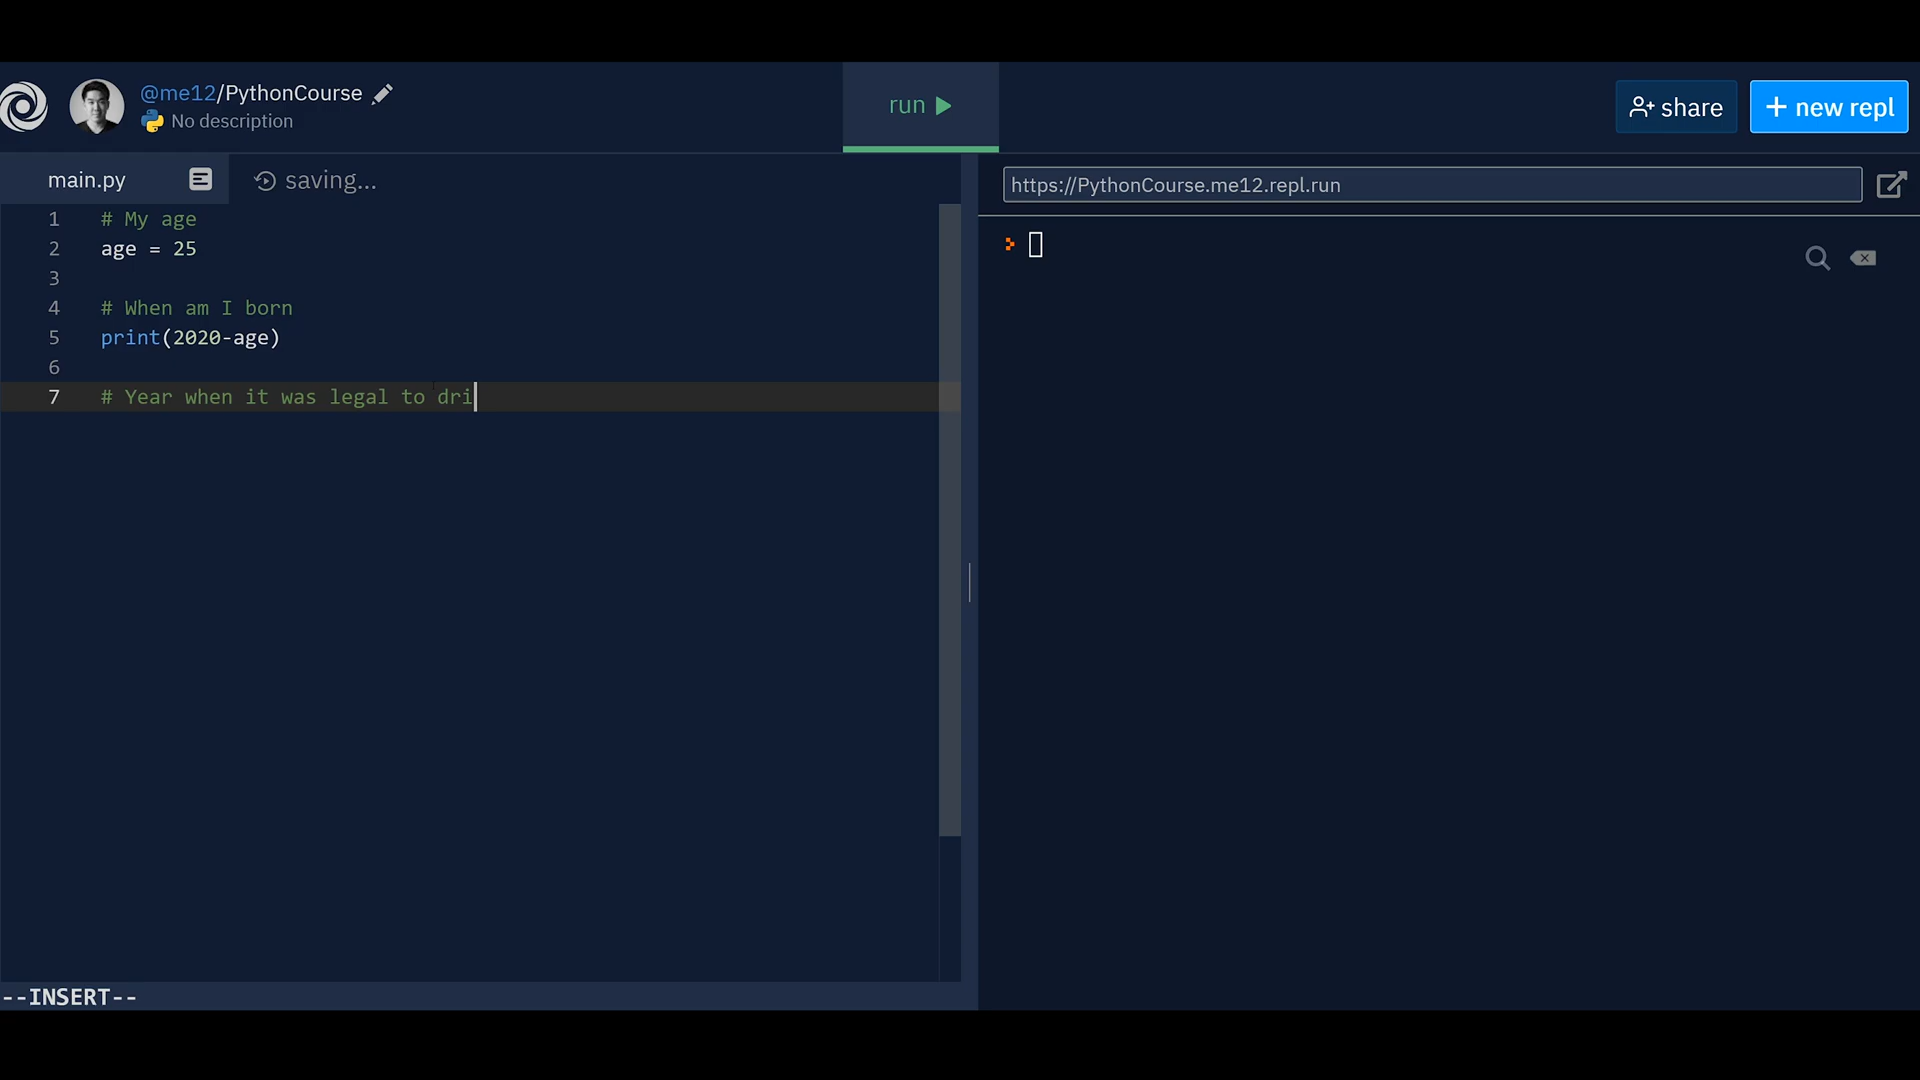 @me12/PythonCourse
No description
run
share
+ new repl
main.py
saving...
https://PythonCourse.me12.repl.run
1 # My age
2 age = 25
3
4 # When am I born
5 print(2020-age)
6
7 # Year when it was legal to dri
--INSERT--